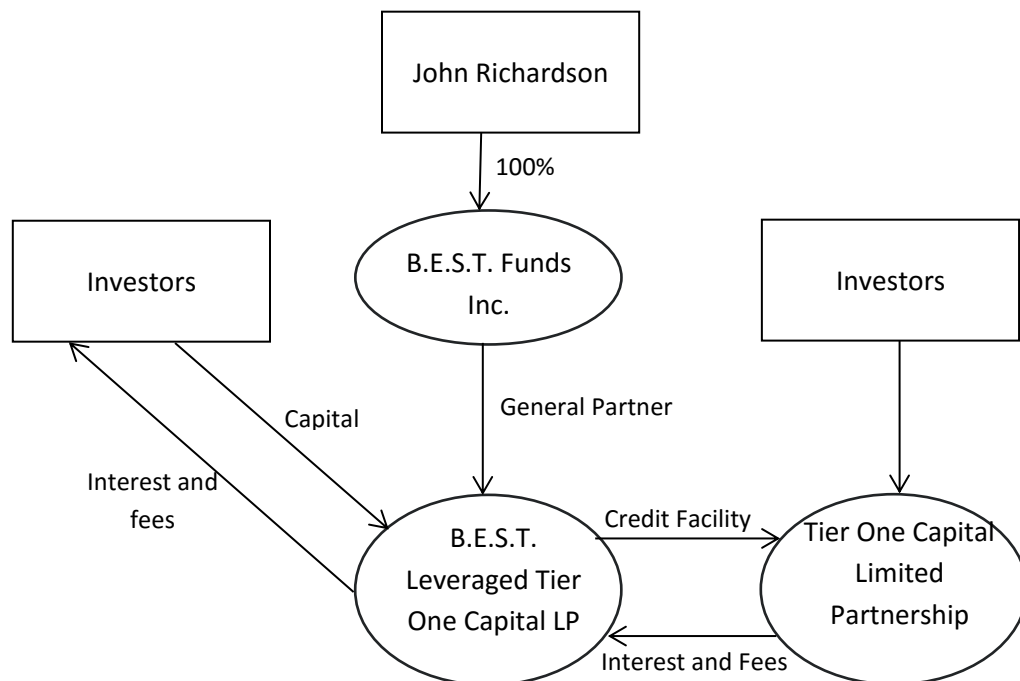 John Richardson
100%
Investors
B.E.S.T. Funds
Inc.
Investors
Capital
General Partner
Interest and
fees
B.E.S.T.
Leveraged Tier
One Capital LP
Credit Facility
Tier One Capital
Limited
Partnership
Interest and Fees